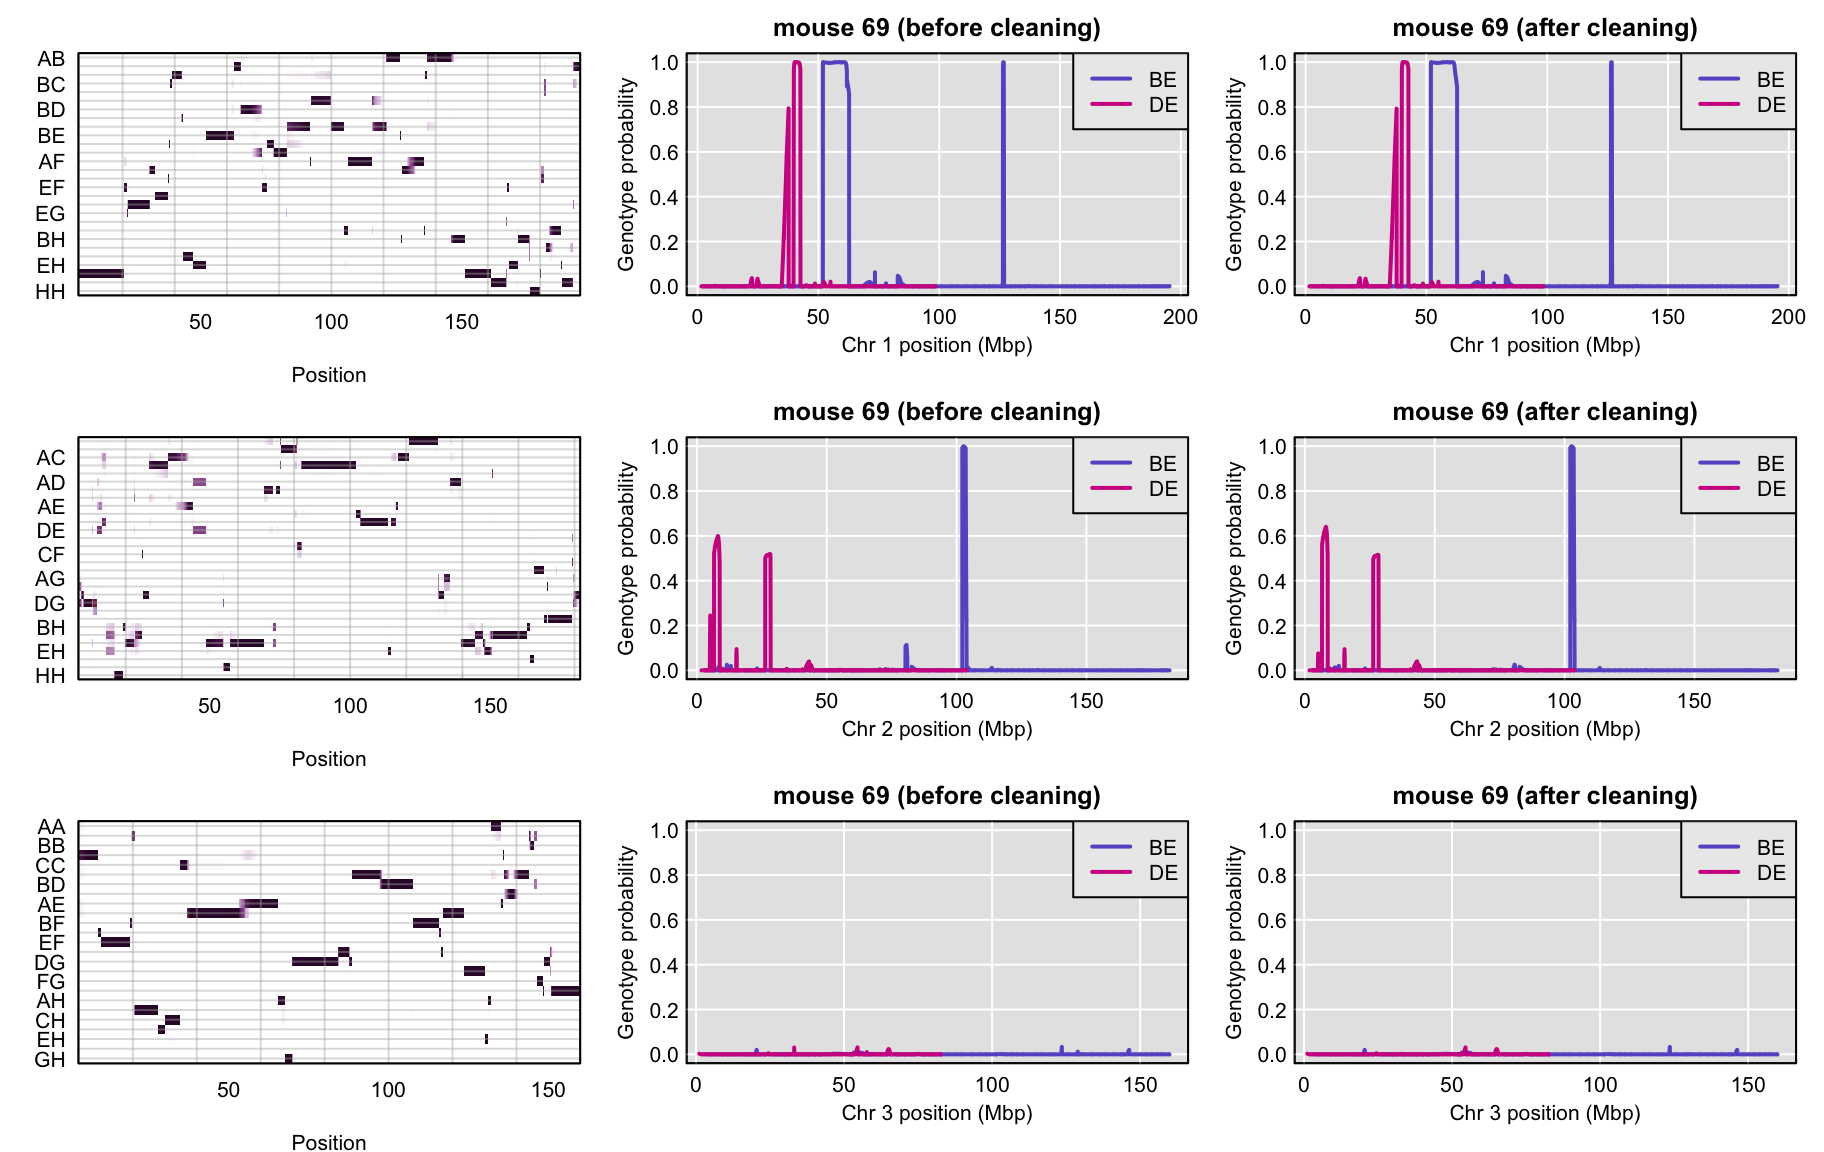 mouse 69 (before cleaning)
mouse 69 (after cleaning)
AB
BC
BD
BE
AF
EF
EG
BH
EH
HH
50 100 150
Position
Genotype probability
1.0
0.8
0.6
0.4
0.2
0.0
BE
DE
0 50 100 150 200
Chr 1 position (Mbp)
Genotype probability
1.0
0.8
0.6
0.4
0.2
0.0
BE
DE
0 50 100 150 200
Chr 1 position (Mbp)
mouse 69 (before cleaning)
mouse 69 (after cleaning)
AC
AD
AE
DE
CF
AG
DG
BH
EH
HH
50 100 150
Position
Genotype probability
1.0
0.8
0.6
0.4
0.2
0.0
BE
DE
0 50 100 150
Chr 2 position (Mbp)
Genotype probability
1.0
0.8
0.6
0.4
0.2
0.0
BE
DE
0 50 100 150
Chr 2 position (Mbp)
mouse 69 (before cleaning)
mouse 69 (after cleaning)
AA
BB
CC
BD
AE
BF
EF
DG
FG
AH
CH
EH
GH
50 100 150
Position
Genotype probability
1.0
0.8
0.6
0.4
0.2
0.0
BE
DE
0 50 100 150
Chr 3 position (Mbp)
Genotype probability
1.0
0.8
0.6
0.4
0.2
0.0
BE
DE
0 50 100 150
Chr 3 position (Mbp)